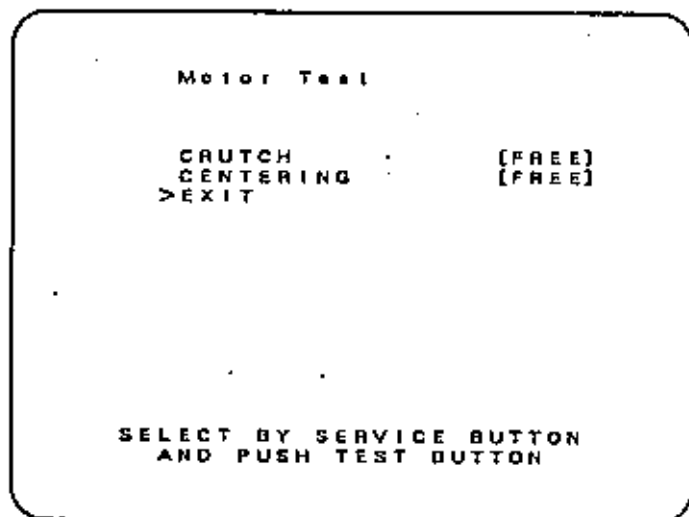 Motor Test
CRUTCH [FREE]
CENTERING [FREE]
>EXIT
SELECT BY SERVICE BUTTON
AND PUSH TEST BUTTON